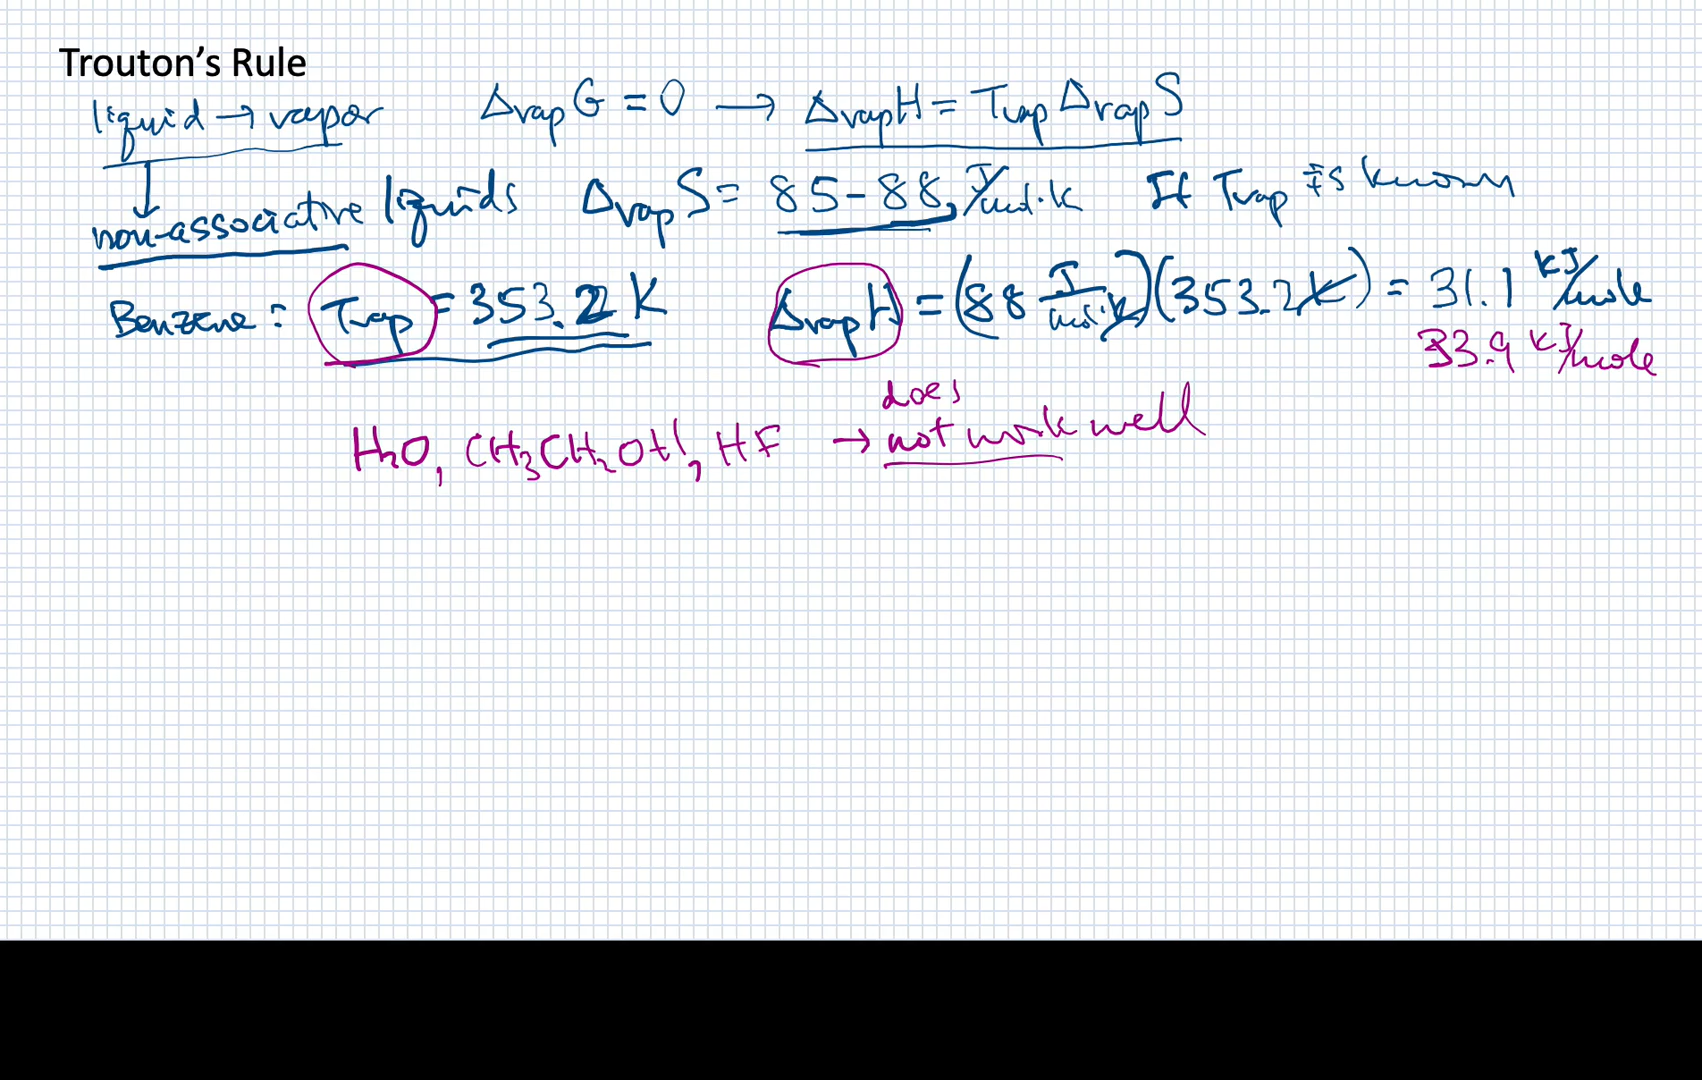 Trouton's Rule
liquid → vapor ΔvapG = 0 → ΔvapH = Tvap ΔvapS
non-associative liquids ΔvapS = 85-88, J/mol·K If Tvap is known
Benzene: Tvap = 353.2 K ΔvapH = (88 J/mol·K)(353.2K) = 31.1 kJ/mole
33.9 kJ/mole
does
H₂O, CH₃CH₂OH, HF → not work well